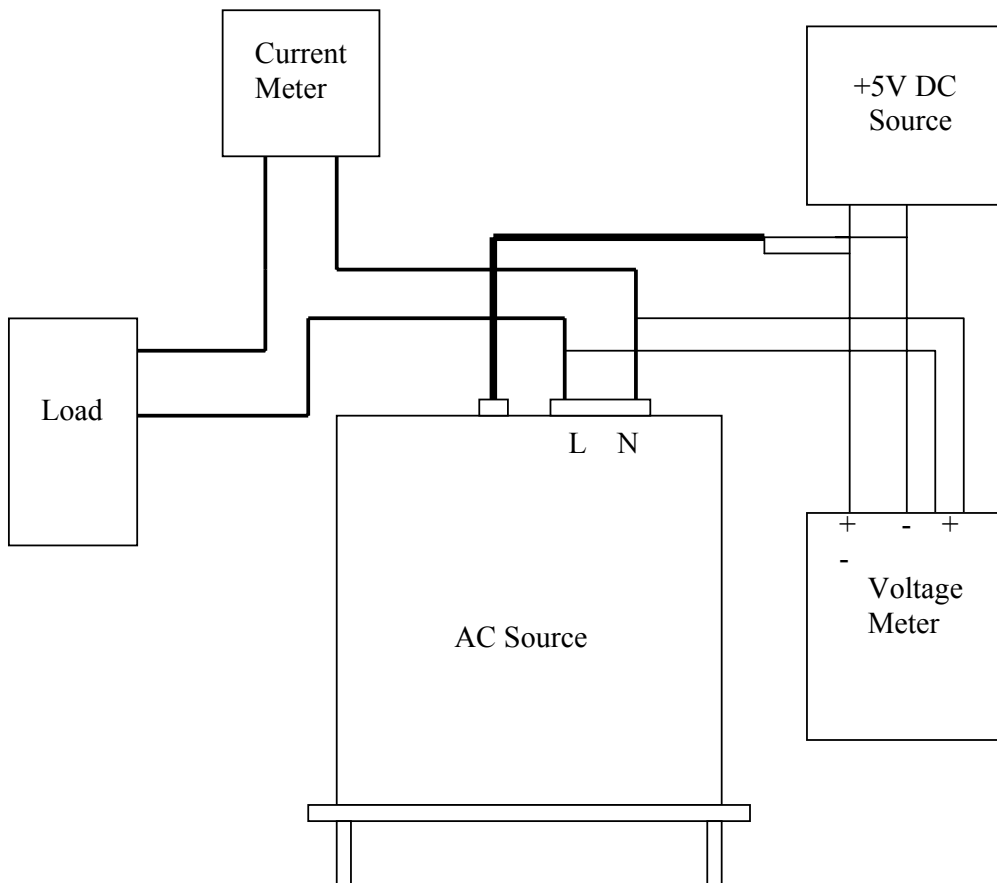 Current
Meter
+5V DC
Source
Load
L N
+ - +
-
Voltage
Meter
AC Source